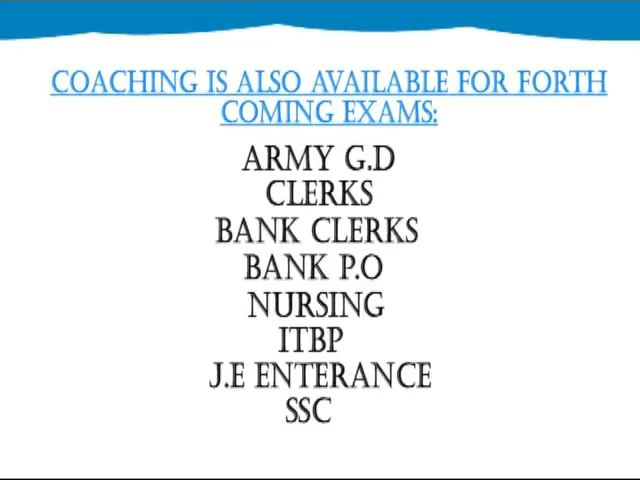 COACHING IS ALSO AVAILABLE FOR FORTH
COMING EXAMS:
ARMY G.D
CLERKS
BANK CLERKS
BANK P.O
NURSING
ITBP
J.E ENTERANCE
SSC